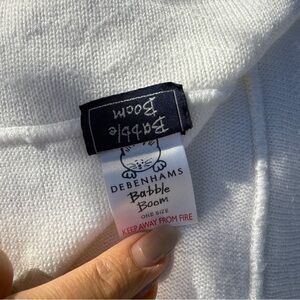 Babble
Boom
DEBENHAMS
Babble
Boom
ONE SIZE
KEEP AWAY FROM FIRE